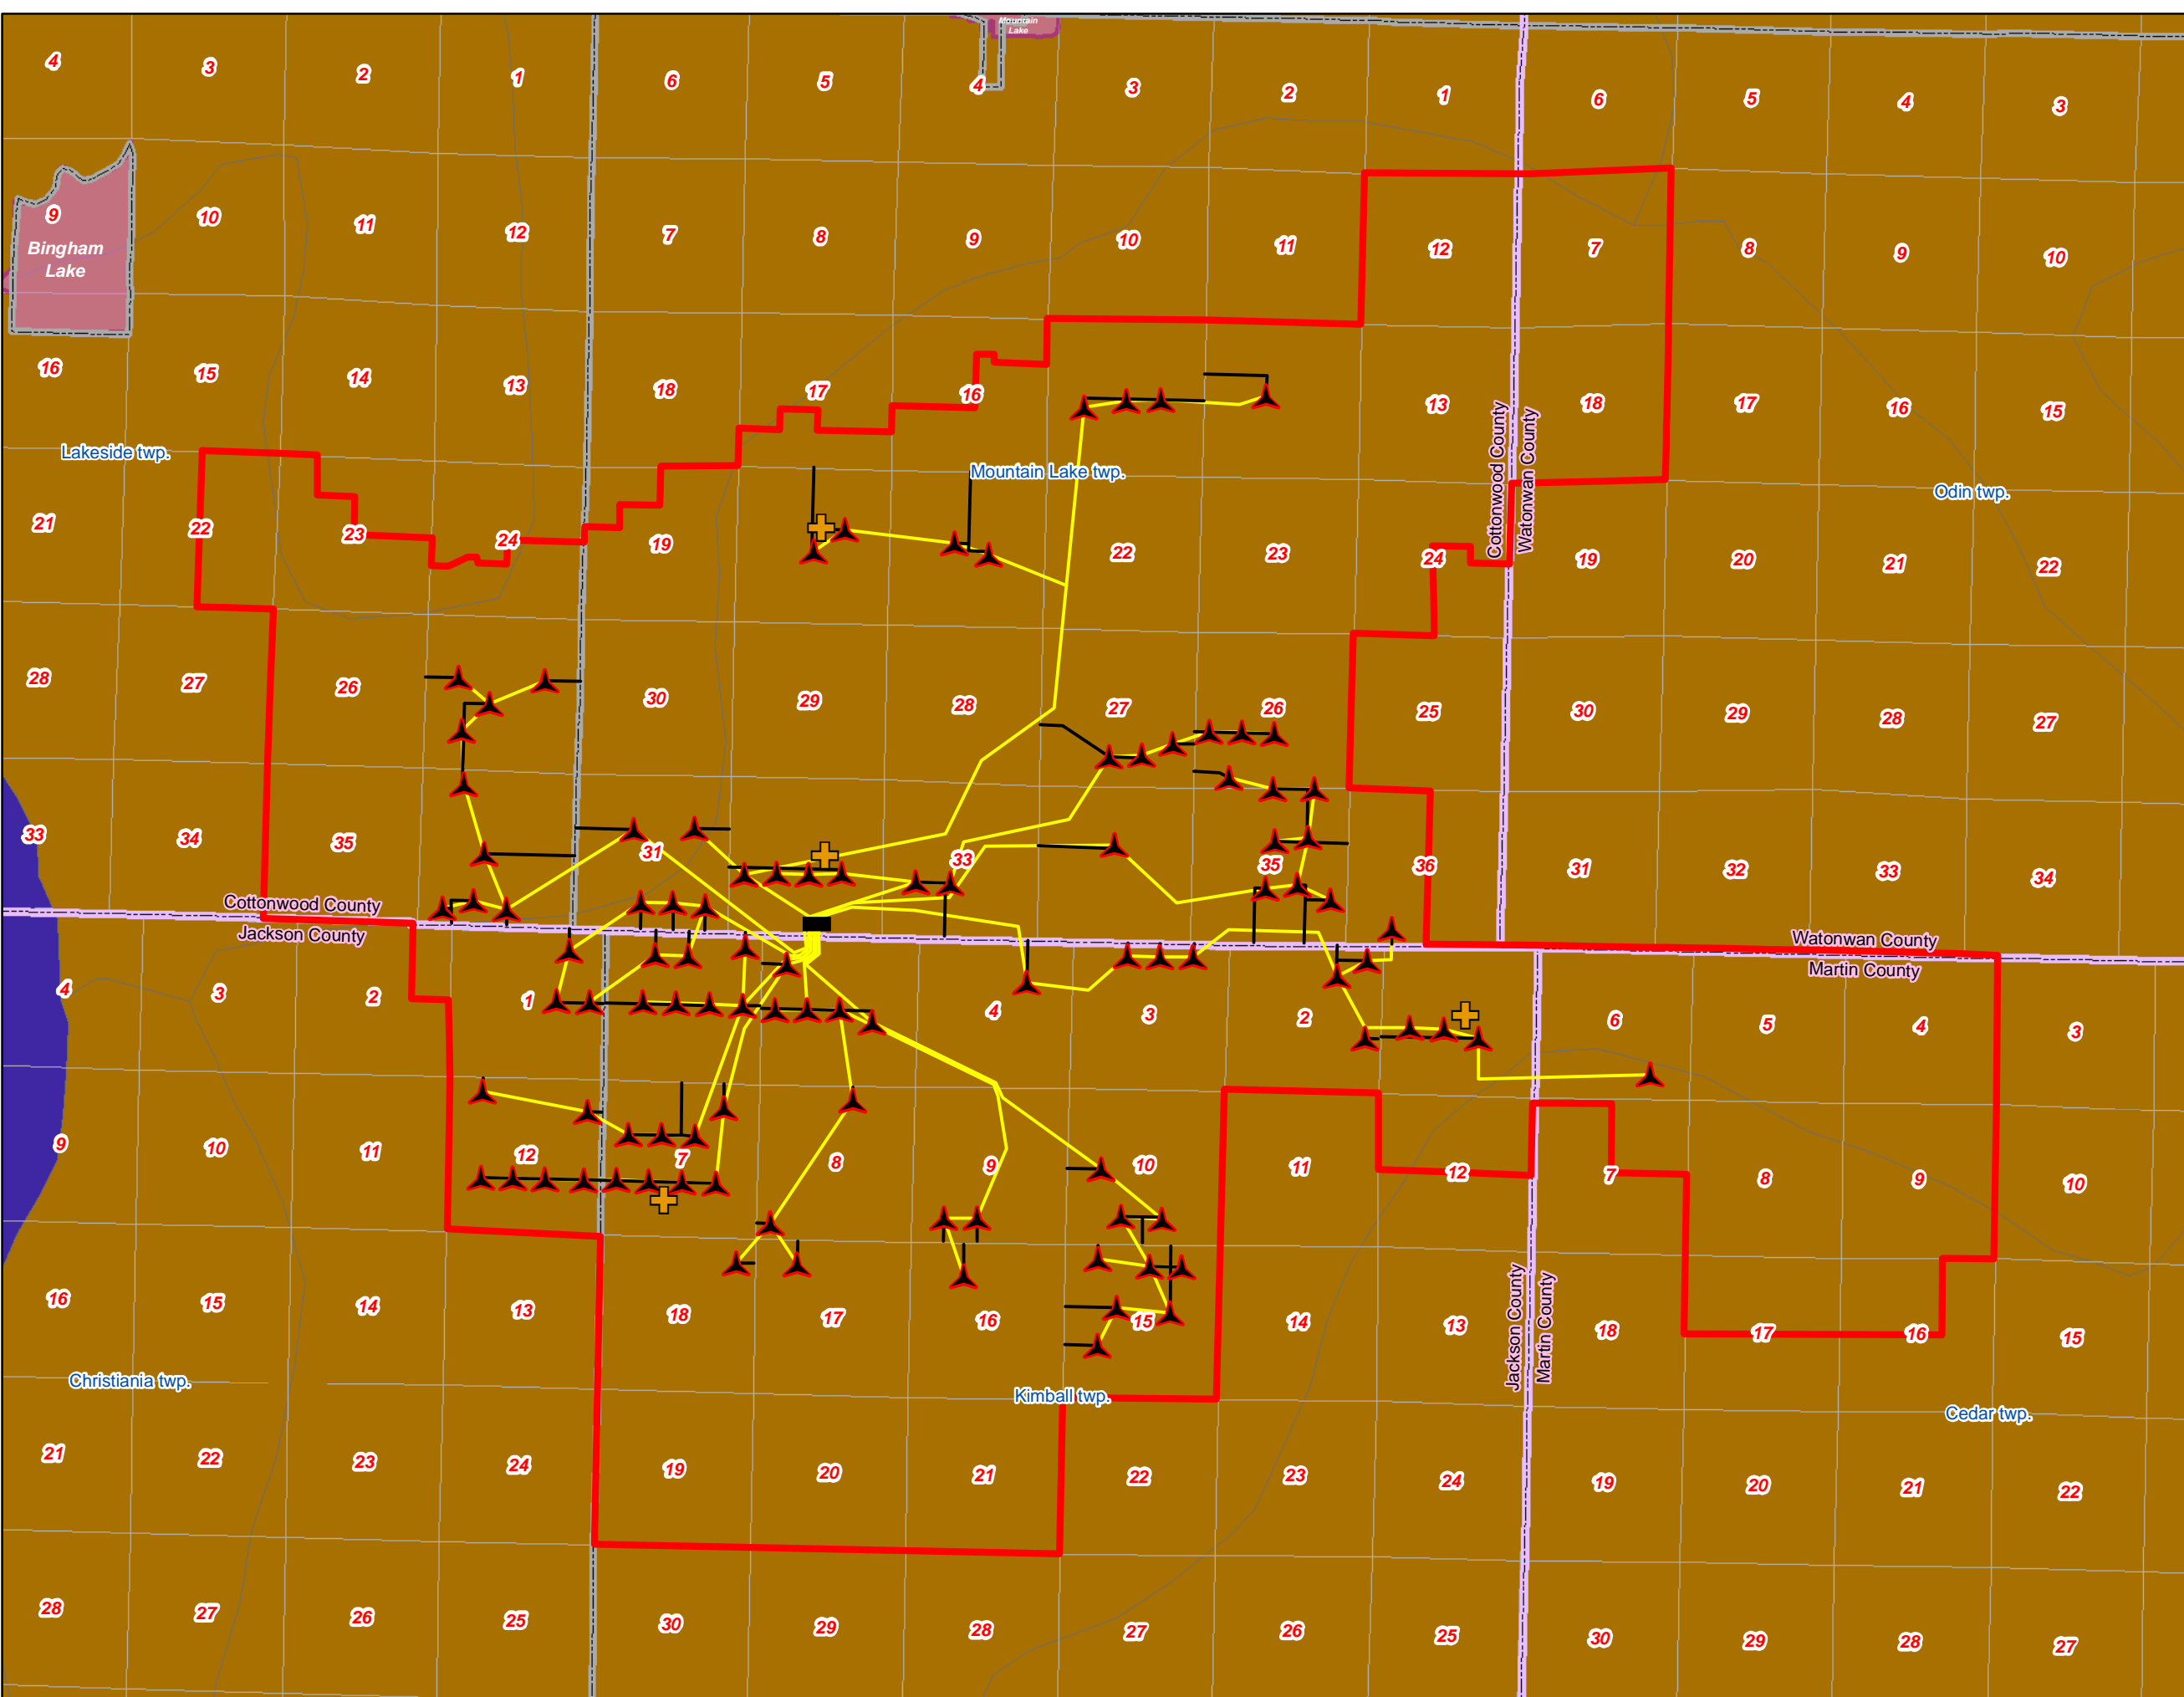 Mountain
Lake
4 3 2 1 6 5 4 3 2 1 6 5 4 3
9 10 11 12 7 8 9 10 11 12 7 8 9 10
Bingham
Lake
16 15 14 13 18 17 16 13 18 17 16 15
Lakeside twp.
Mountain Lake twp.
Cottonwood County
Watonwan County
Odin twp.
21 22 23 24 19 22 23 24 19 20 21 22
28 27 26 30 29 28 27 26 25 30 29 28 27
33 34 35 31 33 35 36 31 32 33 34
Cottonwood County
Jackson County
Watonwan County
Martin County
4 3 2 1 4 3 2 6 5 4 3
9 10 11 12 7 8 9 10 11 12 7 8 9 10
16 15 14 13 18 17 16 15 14 13 18 17 16 15
Jackson County
Martin County
Christiania twp.
Kimball twp.
Cedar twp.
21 22 23 24 19 20 21 22 23 24 19 20 21 22
28 27 26 25 30 29 28 27 26 25 30 29 28 27